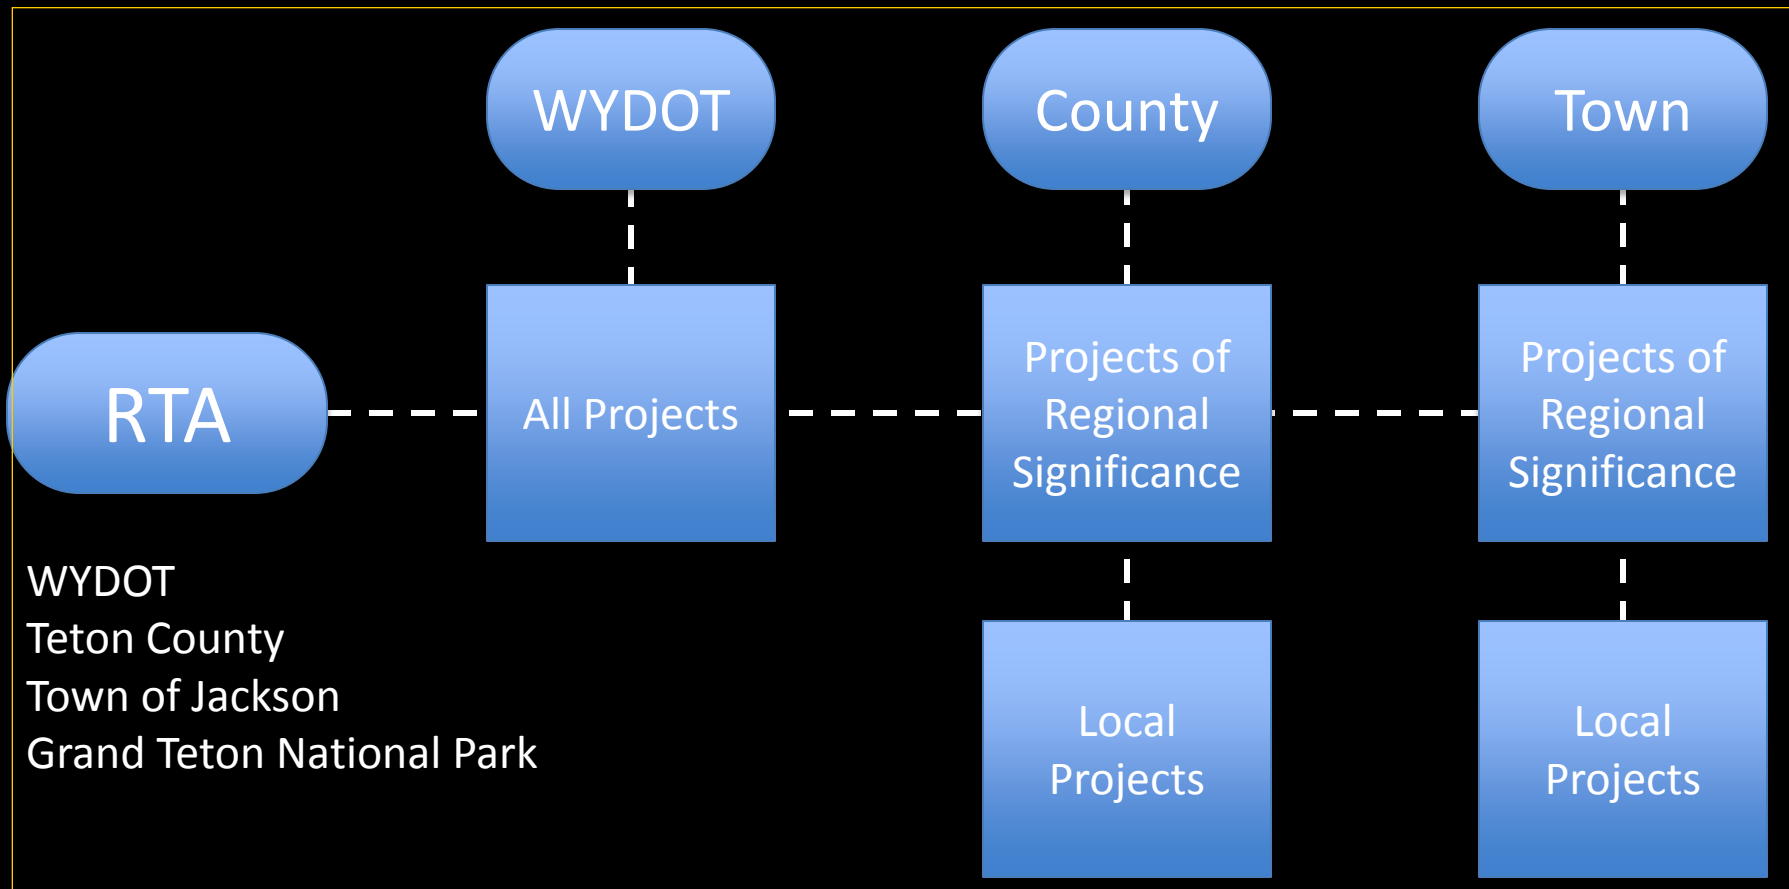 WYDOT
County
Town
RTA
All Projects
Projects of
Regional
Significance
Projects of
Regional
Significance
WYDOT
Teton County
Town of Jackson
Grand Teton National Park
Local
Projects
Local
Projects